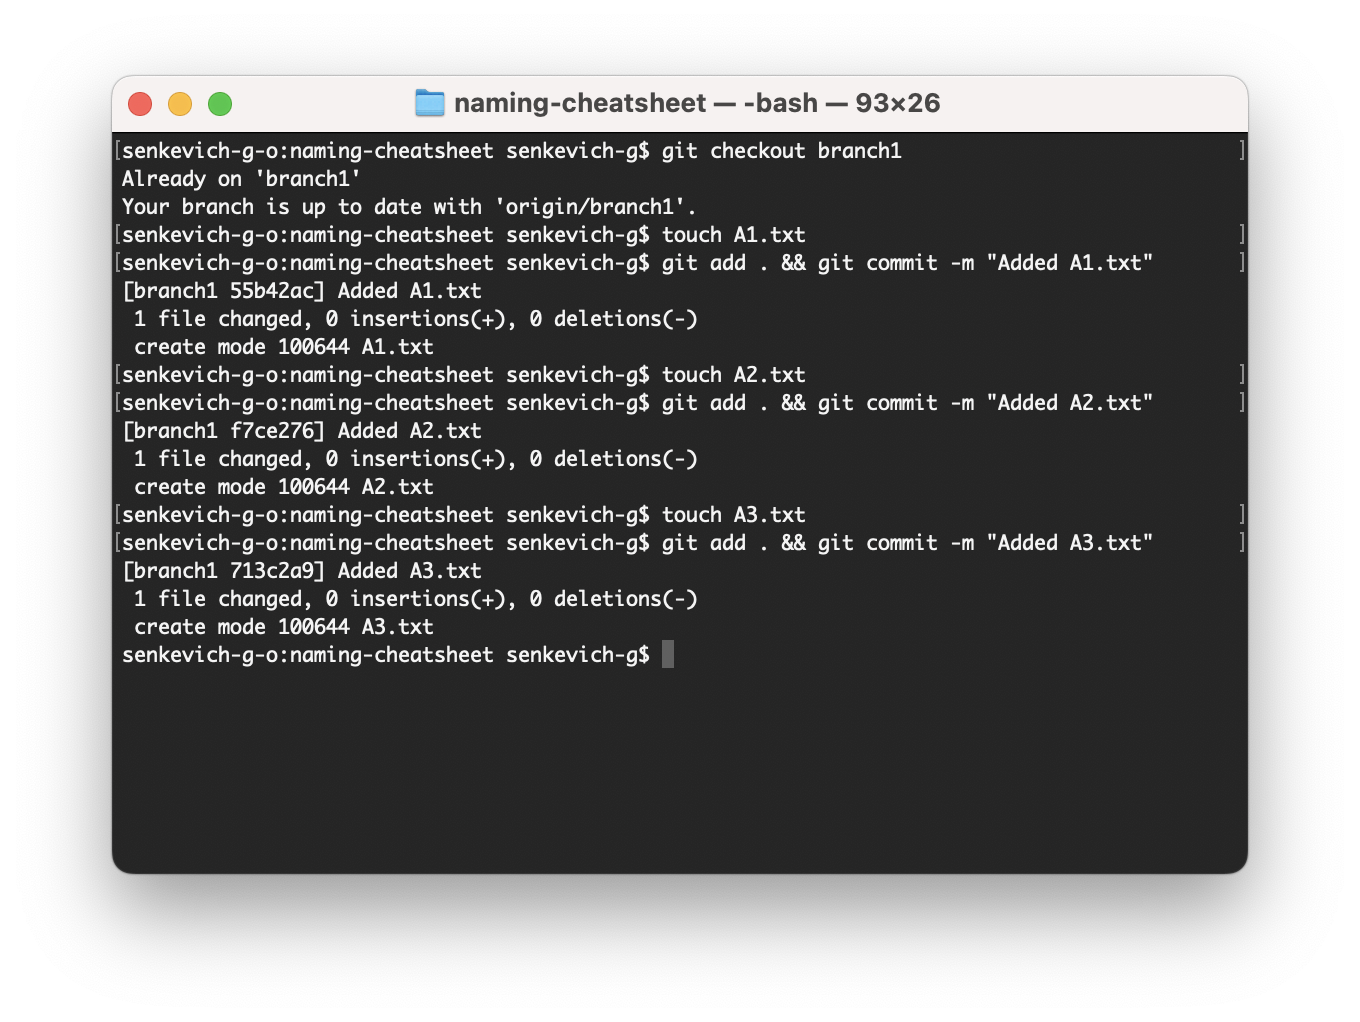 naming-cheatsheet — -bash — 93×26
[senkevich-g-o:naming-cheatsheet senkevich-g$ git checkout branch1 ]
Already on 'branch1'
Your branch is up to date with 'origin/branch1'.
[senkevich-g-o:naming-cheatsheet senkevich-g$ touch A1.txt ]
[senkevich-g-o:naming-cheatsheet senkevich-g$ git add . && git commit -m "Added A1.txt" ]
[branch1 55b42ac] Added A1.txt
 1 file changed, 0 insertions(+), 0 deletions(-)
 create mode 100644 A1.txt
[senkevich-g-o:naming-cheatsheet senkevich-g$ touch A2.txt ]
[senkevich-g-o:naming-cheatsheet senkevich-g$ git add . && git commit -m "Added A2.txt" ]
[branch1 f7ce276] Added A2.txt
 1 file changed, 0 insertions(+), 0 deletions(-)
 create mode 100644 A2.txt
[senkevich-g-o:naming-cheatsheet senkevich-g$ touch A3.txt ]
[senkevich-g-o:naming-cheatsheet senkevich-g$ git add . && git commit -m "Added A3.txt" ]
[branch1 713c2a9] Added A3.txt
 1 file changed, 0 insertions(+), 0 deletions(-)
 create mode 100644 A3.txt
senkevich-g-o:naming-cheatsheet senkevich-g$